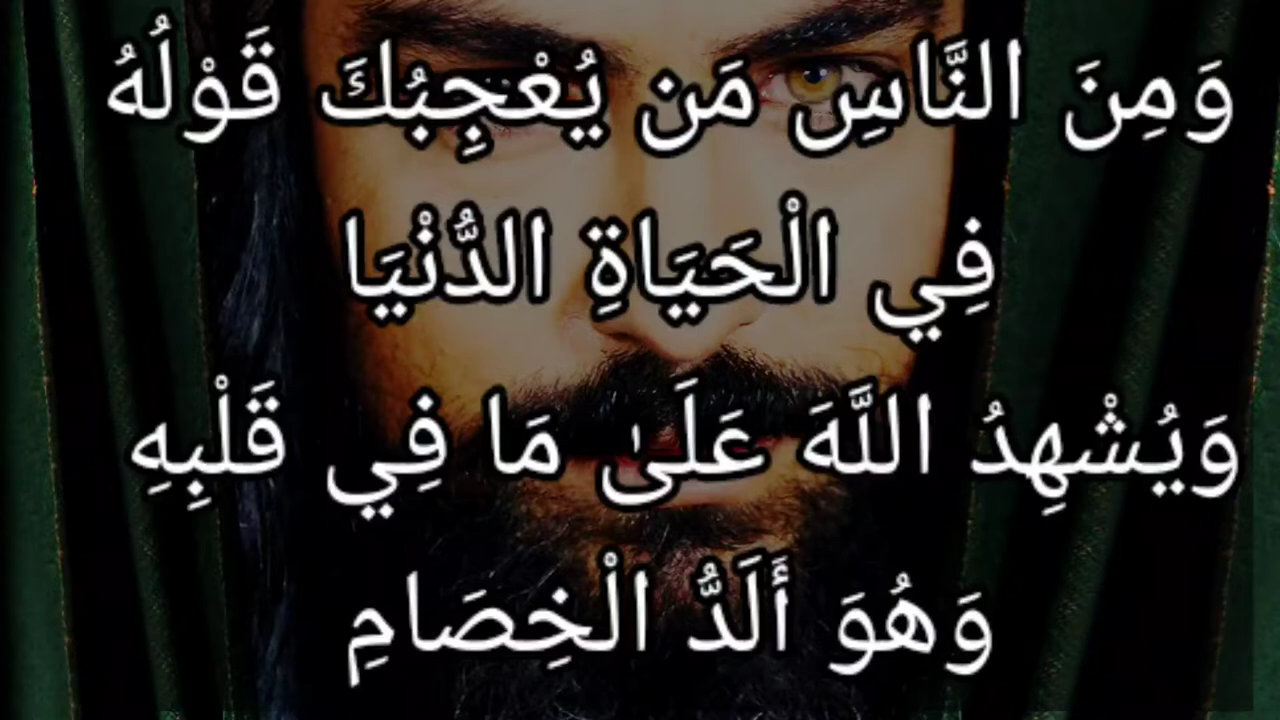 وَمِنَ النَّاسِ مَن يُعْجِبُكَ قَوْلُهُ
فِي الْحَيَاةِ الدُّنْيَا
وَيُشْهِدُ اللَّهَ عَلَىٰ مَا فِي قَلْبِهِ
وَهُوَ أَلَدُّ الْخِصَامِ